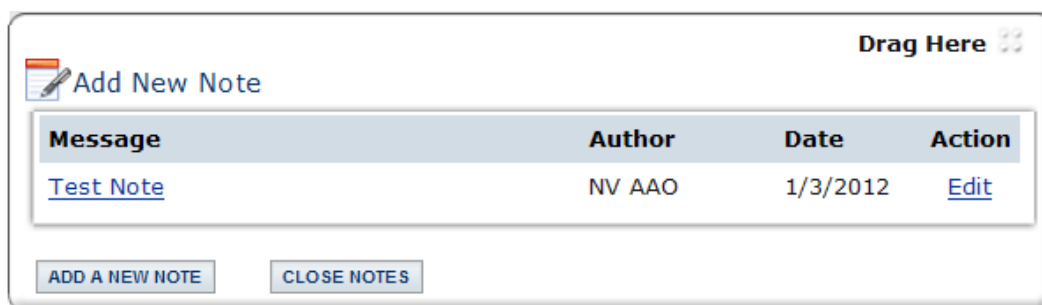 Drag Here
Add New Note
Message Author Date Action
Test Note NV AAO 1/3/2012 Edit
ADD A NEW NOTE CLOSE NOTES